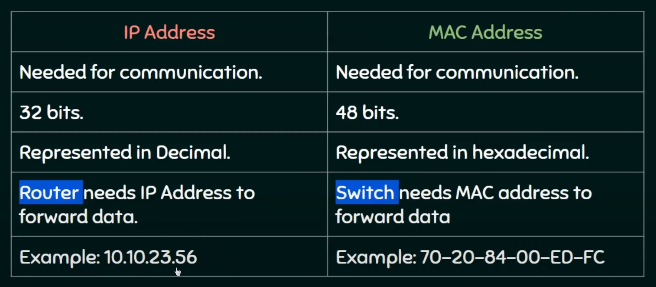 IP Address
MAC Address
Needed for communication.
Needed for communication.
32 bits.
48 bits.
Represented in Decimal.
Represented in hexadecimal.
Router needs IP Address to
forward data.
Switch needs MAC address to
forward data
Example: 10.10.23.56
Example: 70-20-84-00-ED-FC